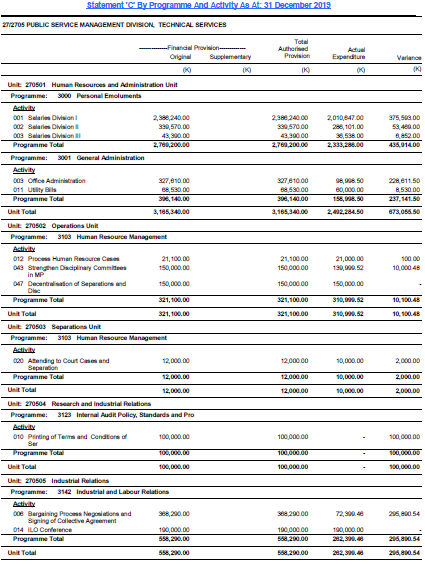 Statement 'C' By Programme And Activity As At: 31 December 2019
27/2705 PUBLIC SERVICE MANAGEMENT DIVISION, TECHNICAL SERVICES
Financial Provision Total Authorised Provision Actual Expenditure Variance
Original Supplementary
(K) (K) (K) (K) (K)
Unit: 270501 Human Resources and Administration Unit
Programme: 3000 Personal Emoluments
Activity
001 Salaries Division I 2,386,240.00 2,386,240.00 2,010,647.00 375,593.00
002 Salaries Division II 339,570.00 339,570.00 286,101.00 53,469.00
003 Salaries Division III 43,390.00 43,390.00 36,538.00 6,852.00
Programme Total 2,769,200.00 2,769,200.00 2,333,286.00 435,914.00
Programme: 3001 General Administration
Activity
003 Office Administration 327,610.00 327,610.00 98,998.50 228,611.50
011 Utility Bills 68,530.00 68,530.00 60,000.00 8,530.00
Programme Total 396,140.00 396,140.00 158,998.50 237,141.50
Unit Total 3,165,340.00 3,165,340.00 2,492,284.50 673,055.50
Unit: 270502 Operations Unit
Programme: 3103 Human Resource Management
Activity
012 Process Human Resource Cases 21,100.00 21,100.00 21,000.00 100.00
043 Strengthen Disciplinary Committees 150,000.00 150,000.00 139,999.52 10,000.48
in MP
047 Decentralisation of Separations and 150,000.00 150,000.00 150,000.00 -
Disc
Programme Total 321,100.00 321,100.00 310,999.52 10,100.48
Unit Total 321,100.00 321,100.00 310,999.52 10,100.48
Unit: 270503 Separations Unit
Programme: 3103 Human Resource Management
Activity
020 Attending to Court Cases and 12,000.00 12,000.00 10,000.00 2,000.00
Separation
Programme Total 12,000.00 12,000.00 10,000.00 2,000.00
Unit Total 12,000.00 12,000.00 10,000.00 2,000.00
Unit: 270504 Research and Industrial Relations
Programme: 3123 Internal Audit Policy, Standards and Pro
Activity
010 Printing of Terms and Conditions of 100,000.00 100,000.00 - 100,000.00
Ser
Programme Total 100,000.00 100,000.00 - 100,000.00
Unit Total 100,000.00 100,000.00 - 100,000.00
Unit: 270505 Industrial Relations
Programme: 3142 Industrial and Labour Relations
Activity
006 Bargaining Process Negosiations and 368,290.00 368,290.00 72,399.46 295,890.54
Signing of Collective Agreement
014 ILO Conference 190,000.00 190,000.00 190,000.00 -
Programme Total 558,290.00 558,290.00 262,399.46 295,890.54
Unit Total 558,290.00 558,290.00 262,399.46 295,890.54